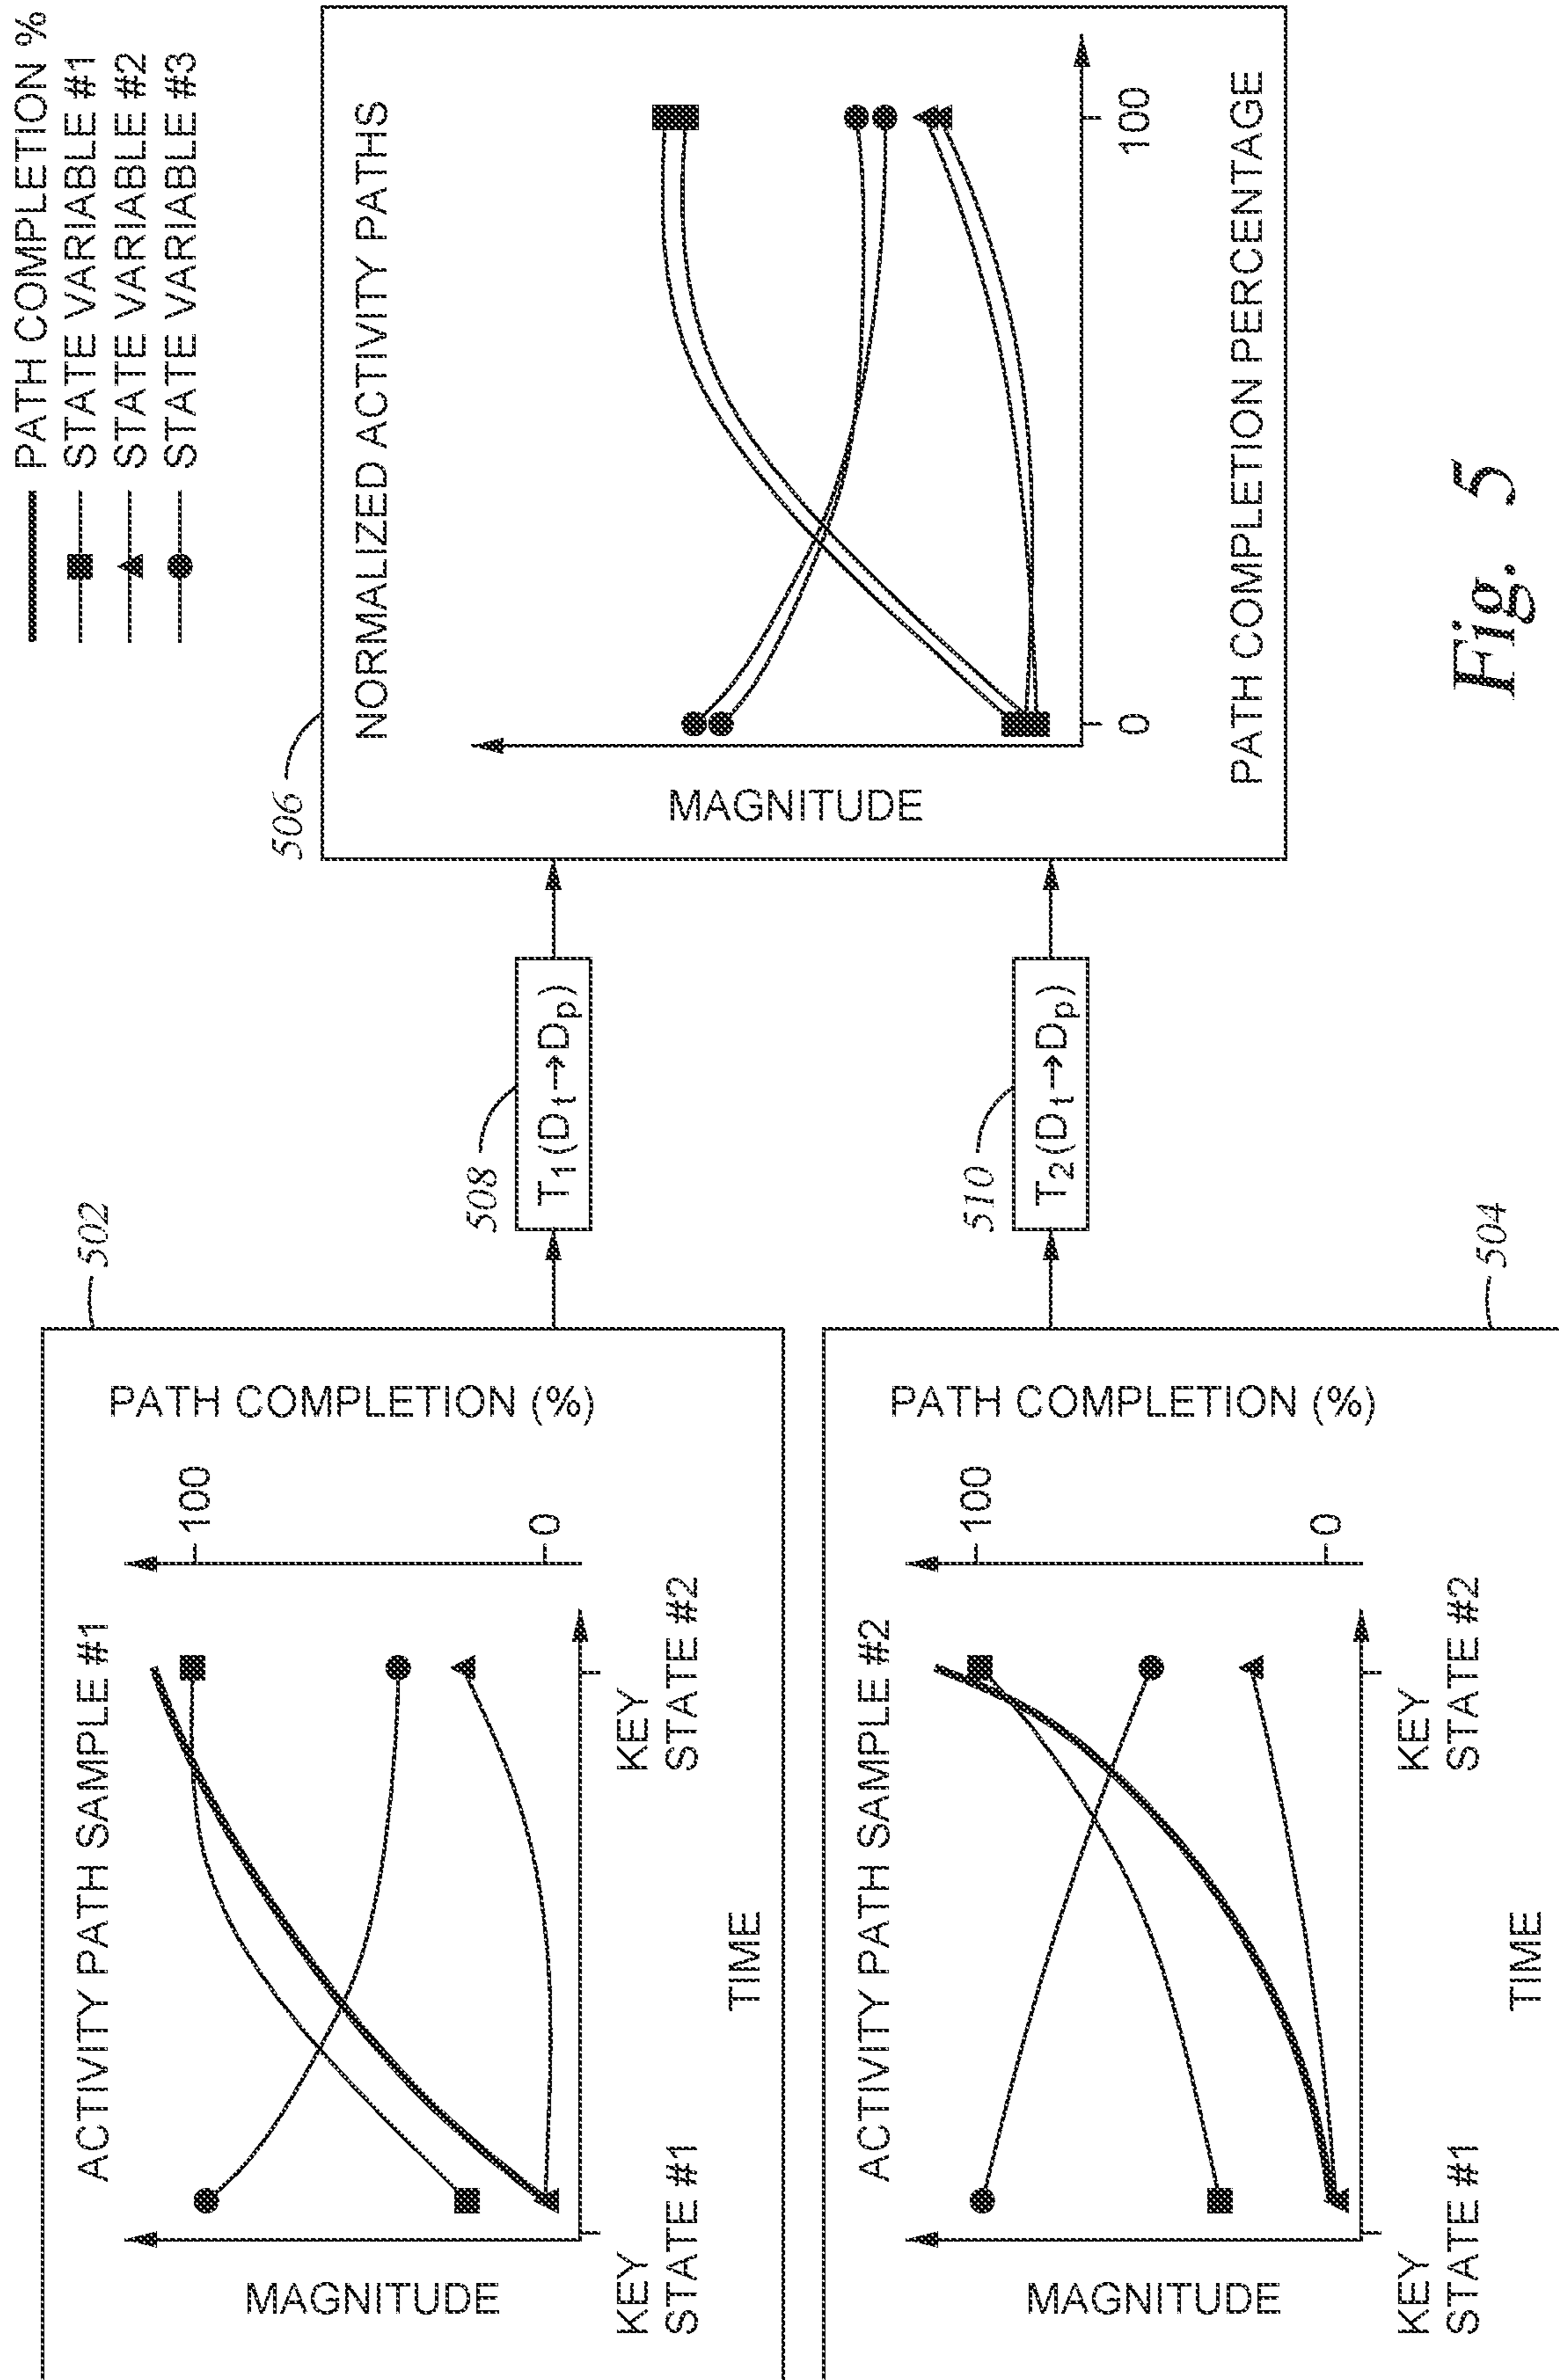 PATH COMPLETION %
STATE VARIABLE #1
STATE VARIABLE #2
STATE VARIABLE #3
502
ACTIVITY PATH SAMPLE #1
MAGNITUDE
PATH COMPLETION (%)
100
0
KEY
STATE #1
KEY
STATE #2
TIME
504
ACTIVITY PATH SAMPLE #2
MAGNITUDE
PATH COMPLETION (%)
100
0
KEY
STATE #1
KEY
STATE #2
TIME
508
T1(Dt→Dp)
510
T2(Dt→Dp)
506
NORMALIZED ACTIVITY PATHS
MAGNITUDE
0
100
PATH COMPLETION PERCENTAGE
Fig. 5